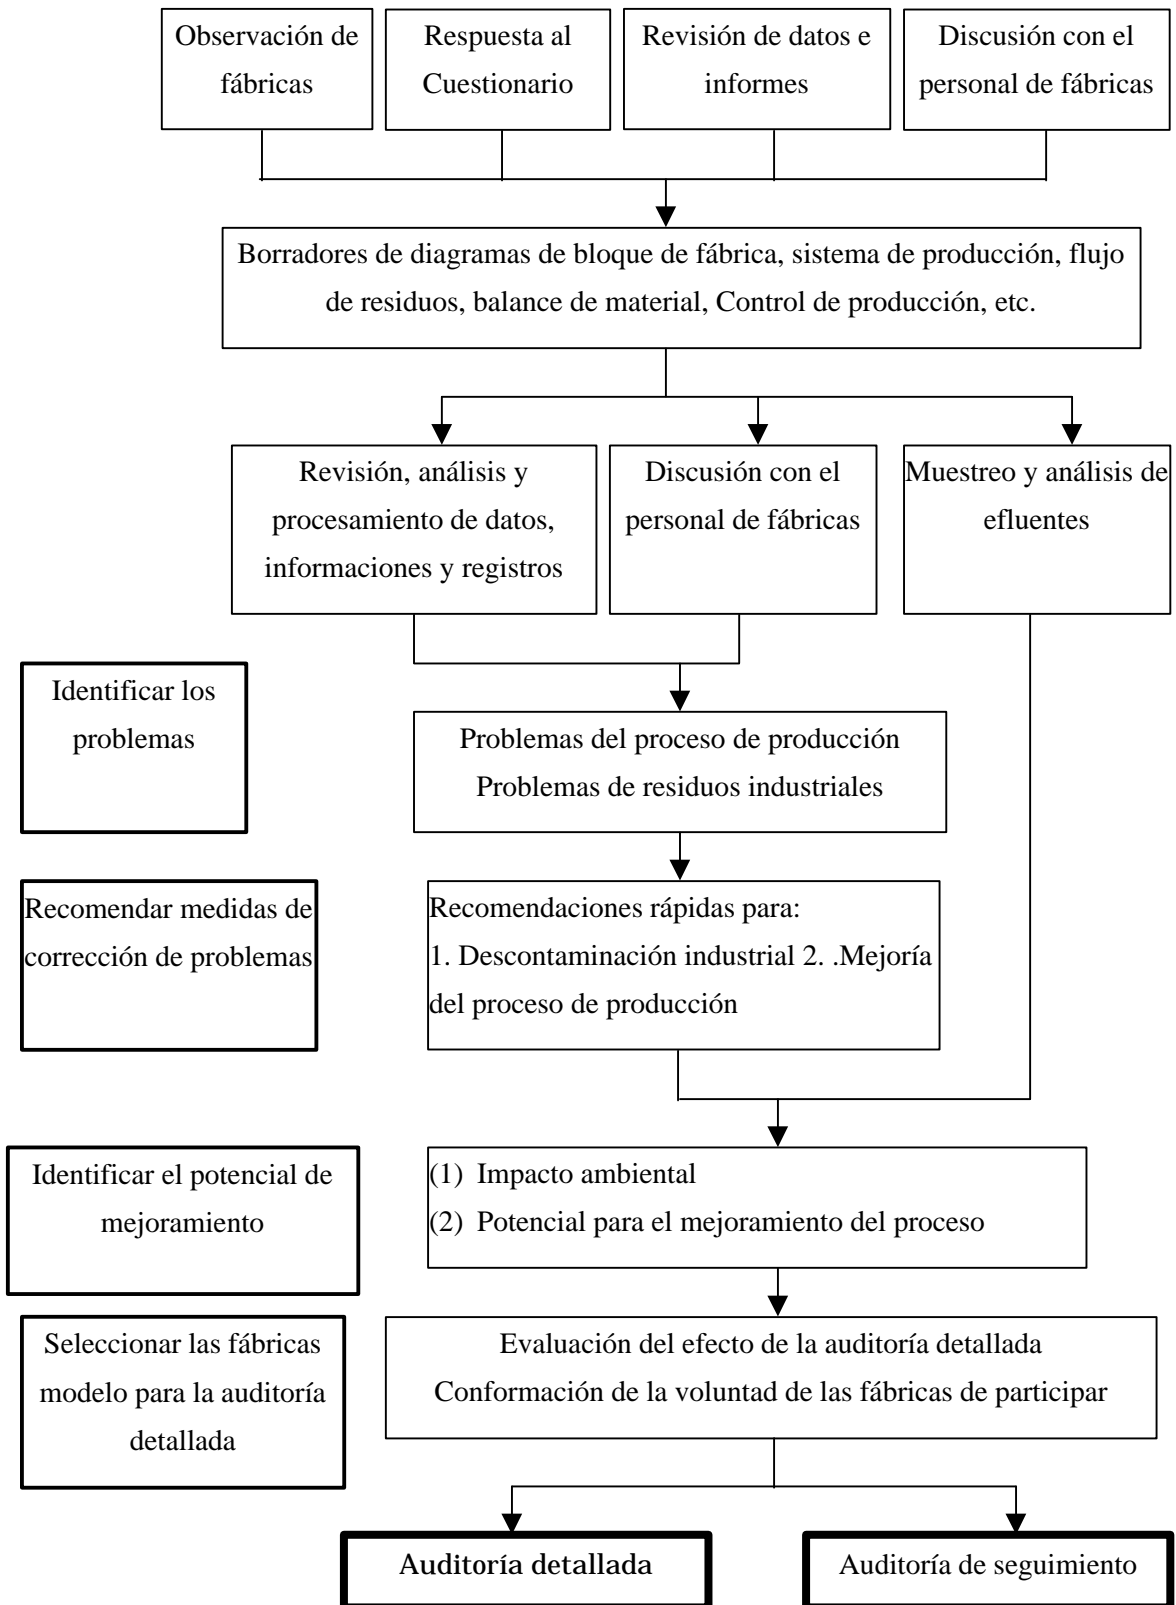 Observación de
fábricas
Respuesta al
Cuestionario
Revisión de datos e
informes
Discusión con el
personal de fábricas
Borradores de diagramas de bloque de fábrica, sistema de producción, flujo
de residuos, balance de material, Control de producción, etc.
Revisión, análisis y
procesamiento de datos,
informaciones y registros
Discusión con el
personal de fábricas
Muestreo y análisis de
efluentes
Identificar los
problemas
Problemas del proceso de producción
Problemas de residuos industriales
Recomendar medidas de
corrección de problemas
Recomendaciones rápidas para:
1. Descontaminación industrial 2. .Mejoría
del proceso de producción
Identificar el potencial de
mejoramiento
(1) Impacto ambiental
(2) Potencial para el mejoramiento del proceso
Seleccionar las fábricas
modelo para la auditoría
detallada
Evaluación del efecto de la auditoría detallada
Conformación de la voluntad de las fábricas de participar
Auditoría detallada
Auditoría de seguimiento